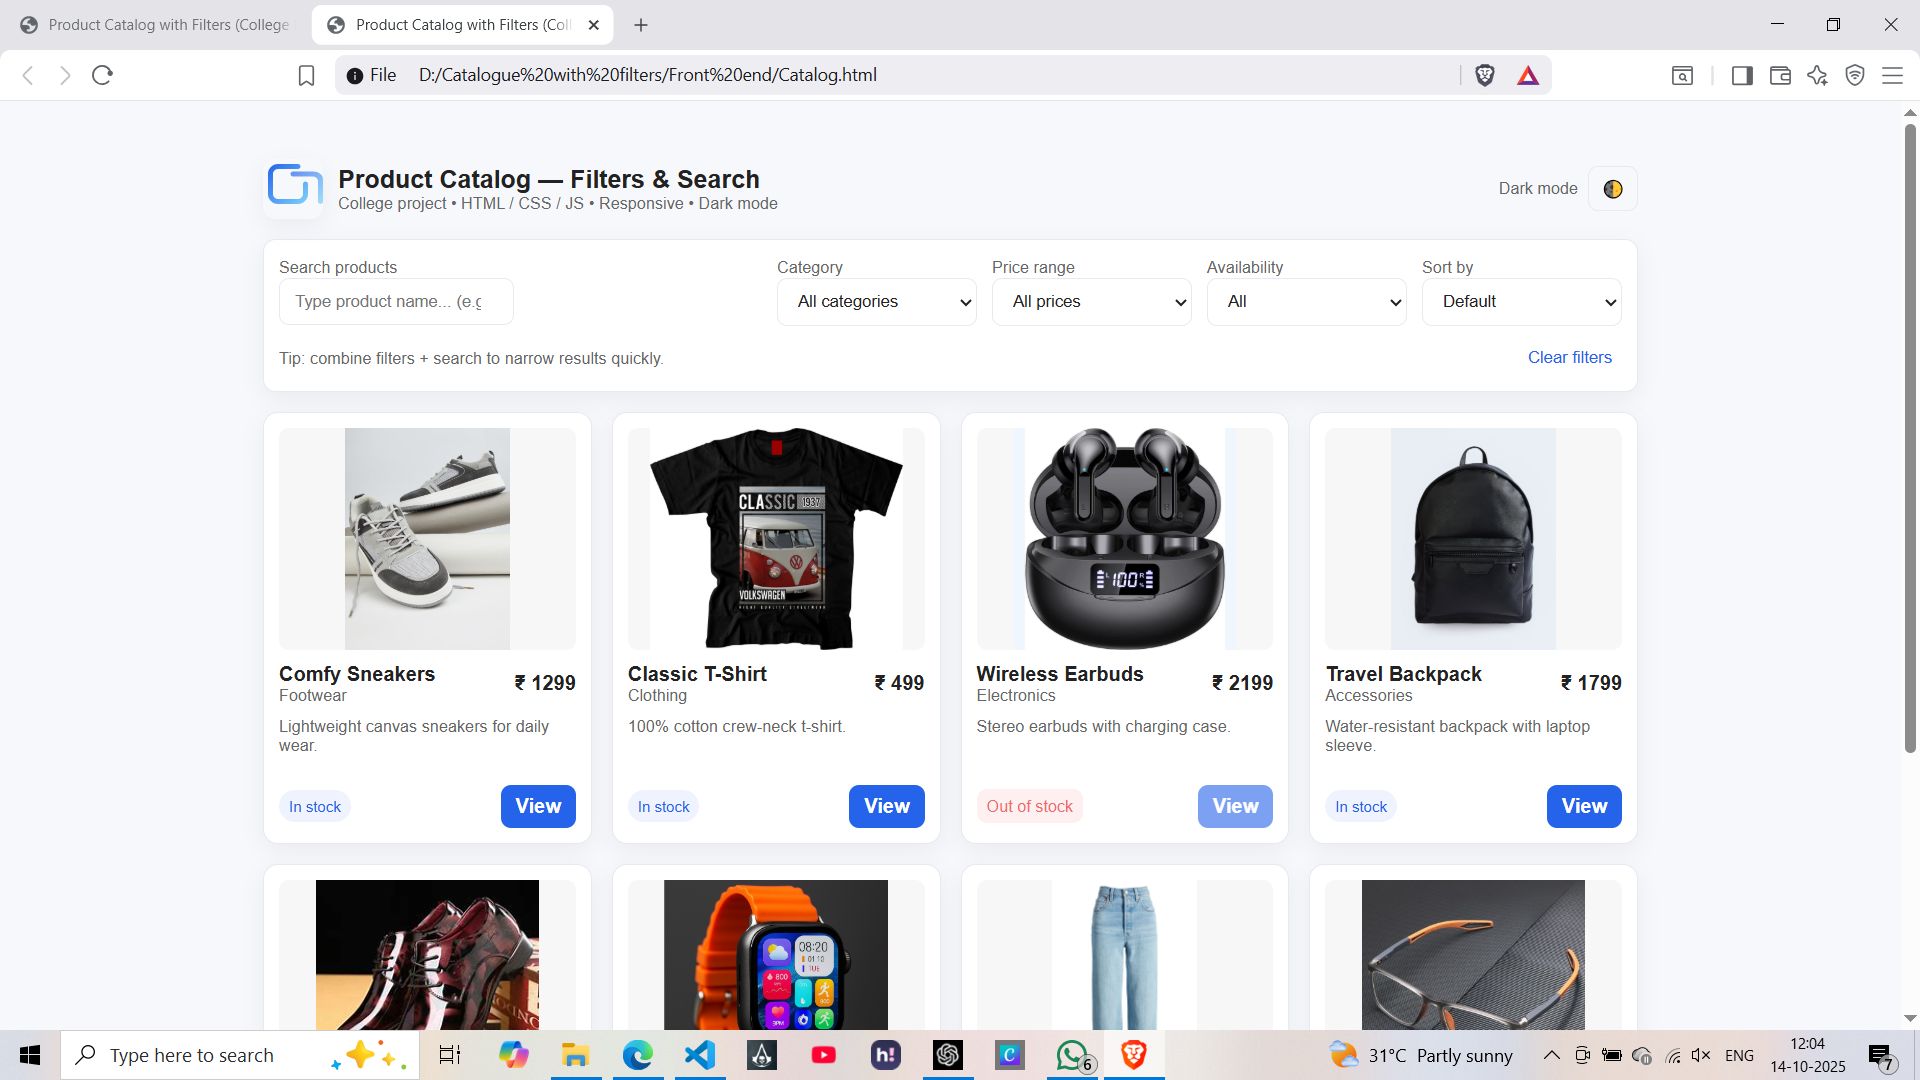 Product Catalog with Filters (College
Product Catalog with Filters (Coll
File D:/Catalogue%20with%20filters/Front%20end/Catalog.html
Product Catalog — Filters & Search
College project • HTML / CSS / JS • Responsive • Dark mode
Dark mode
Search products
Category
Price range
Availability
Sort by
Type product name... (e.g
All categories
All prices
All
Default
Tip: combine filters + search to narrow results quickly.
Clear filters
CLASSIC 1937
VOLKSWAGEN
100%
Comfy Sneakers
Footwear
₹ 1299
Lightweight canvas sneakers for daily
wear.
In stock
View
Classic T-Shirt
Clothing
₹ 499
100% cotton crew-neck t-shirt.
In stock
View
Wireless Earbuds
Electronics
₹ 2199
Stereo earbuds with charging case.
Out of stock
View
Travel Backpack
Accessories
₹ 1799
Water-resistant backpack with laptop
sleeve.
In stock
View
08:20
01 10
TUE
800
Type here to search
h!
C
6
31°C Partly sunny
ENG
12:04
14-10-2025
7